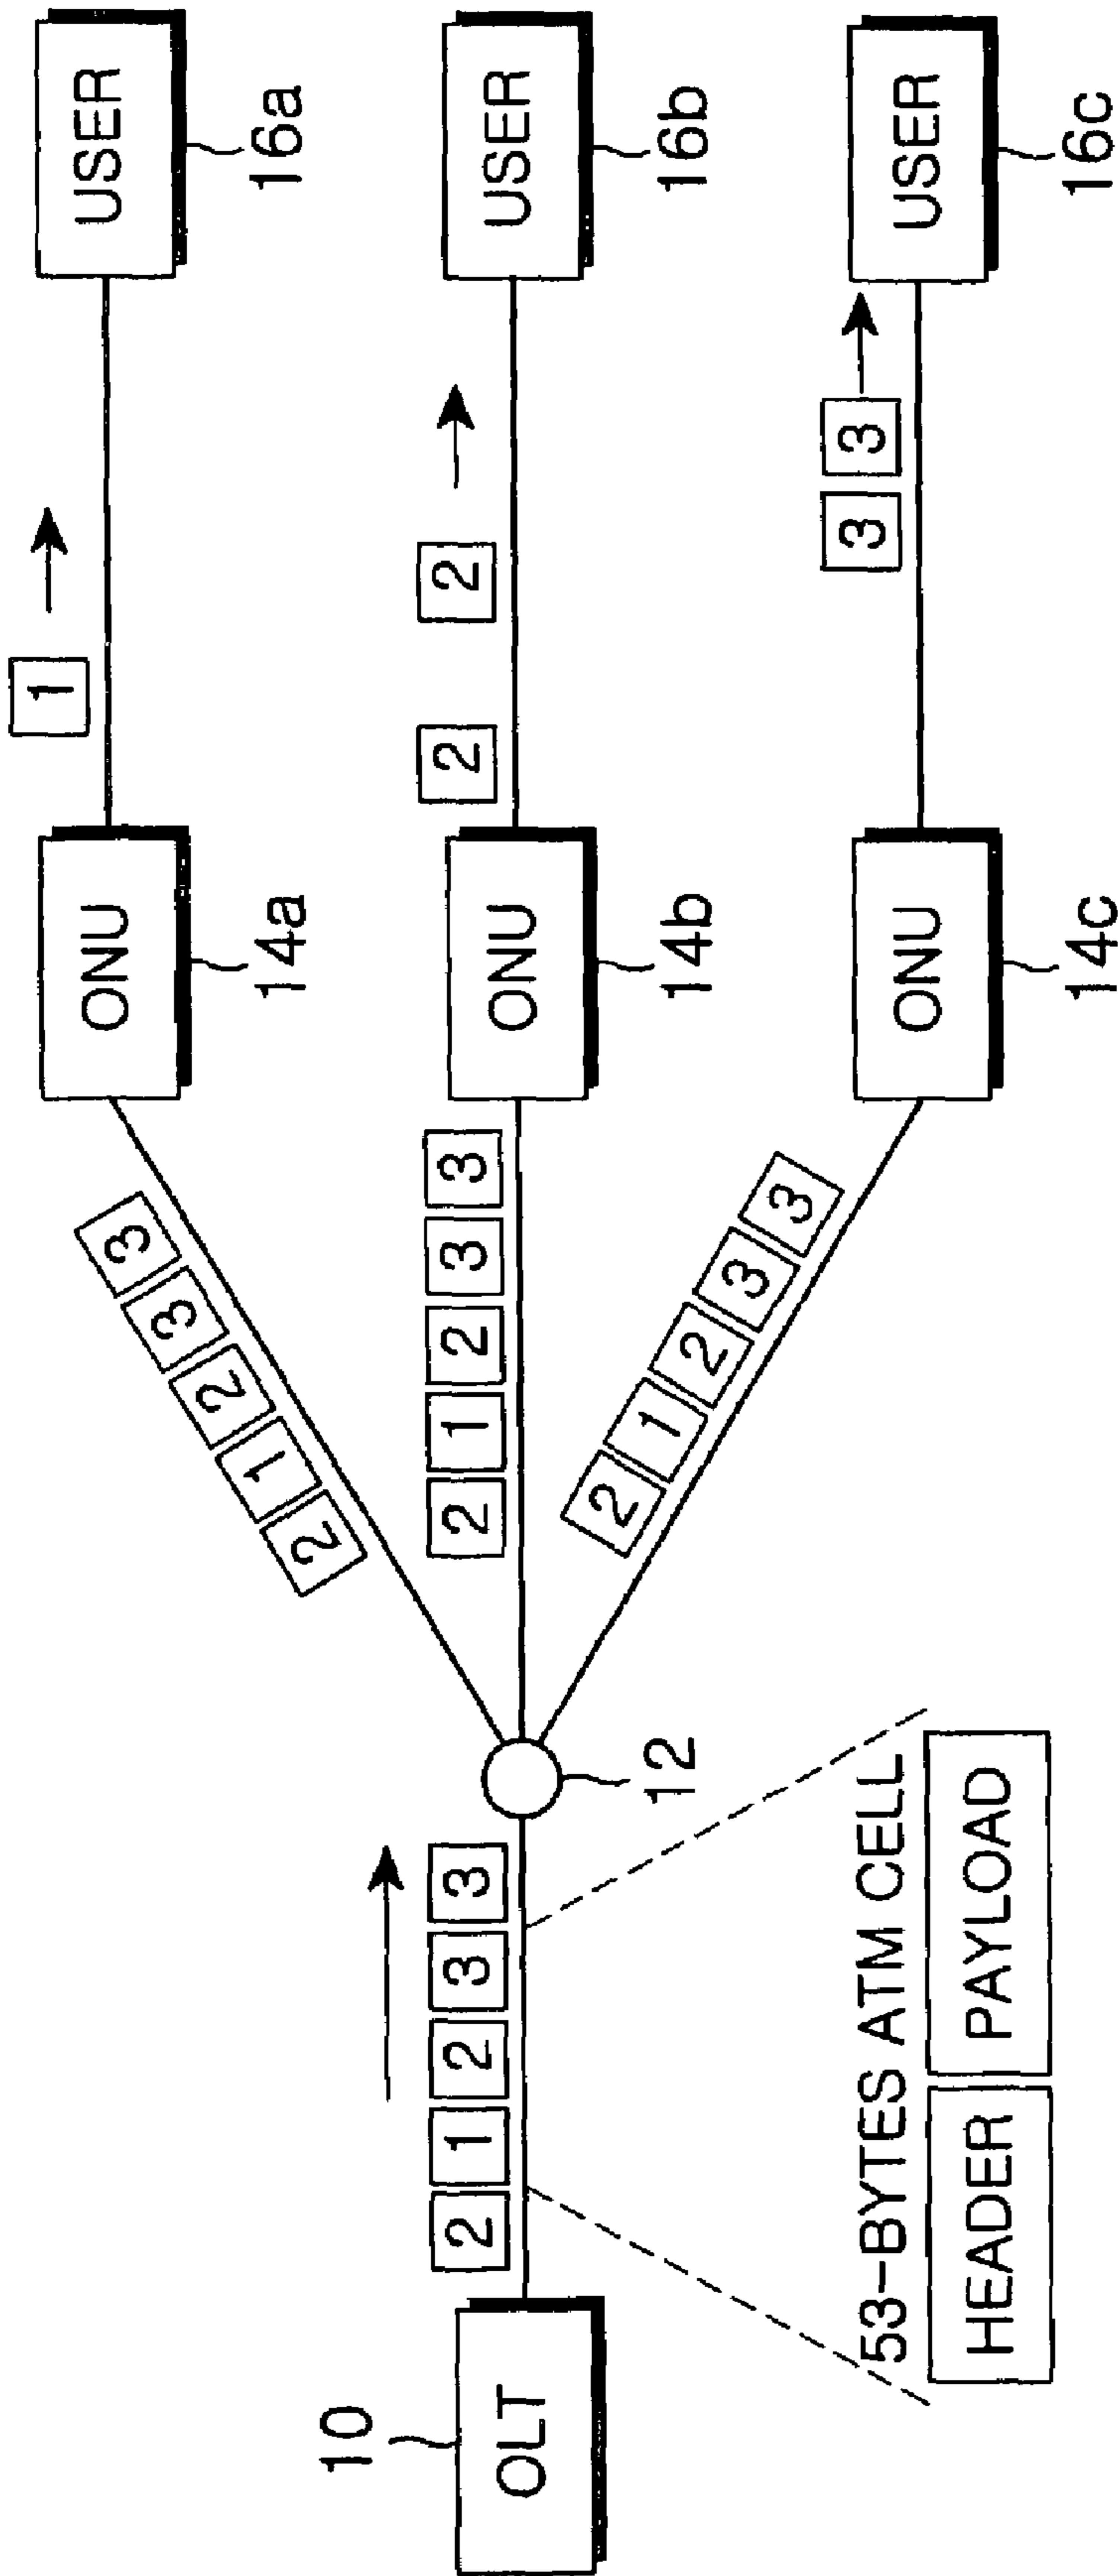 1
USER
16a
ONU
14a
2 1 2 3 3
2 2
USER
16b
ONU
14b
2 1 2 3 3
10
OLT
2 1 2 3 3
12
2 1 2 3 3
ONU
14c
3 3
USER
16c
53-BYTES ATM CELL
HEADER PAYLOAD